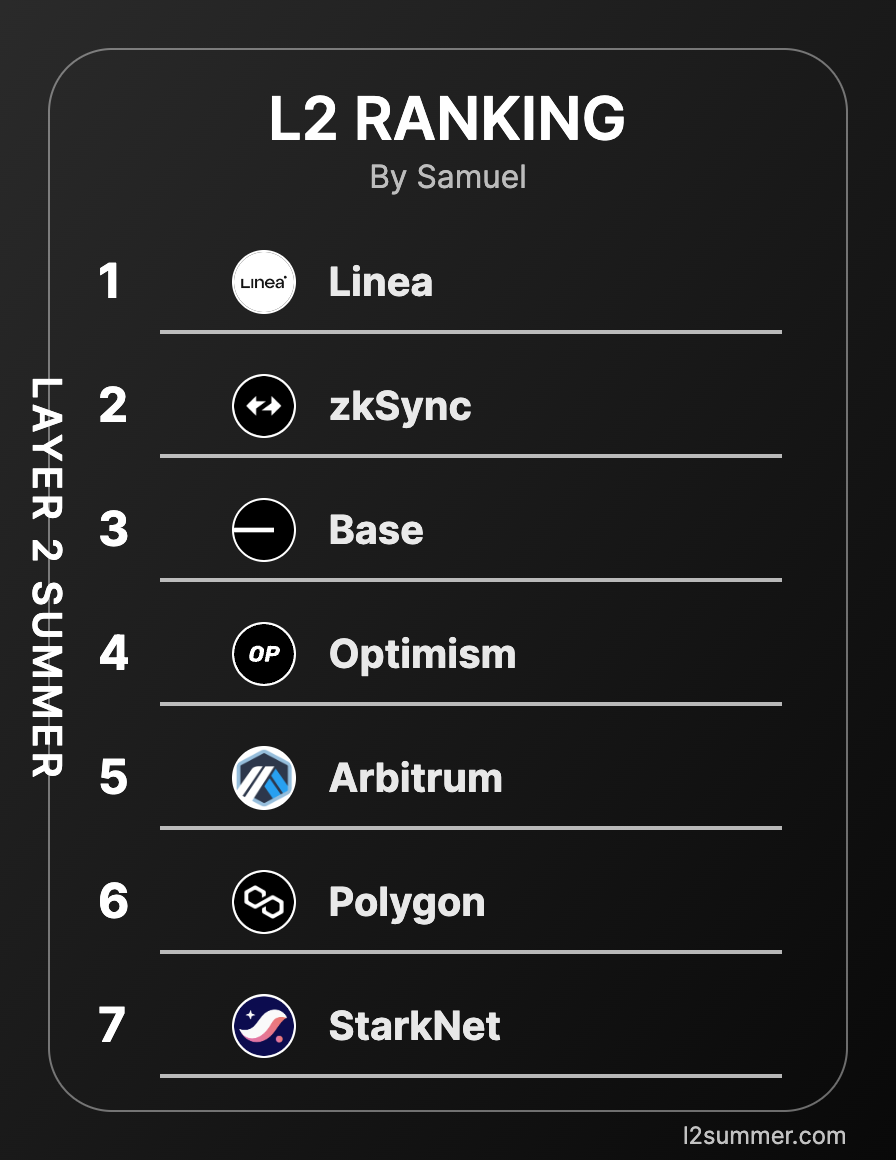 L2 RANKING
By Samuel
LAYER 2 SUMMER
1 Linea Linea
2 zkSync
3 Base
4 OP Optimism
5 Arbitrum
6 Polygon
7 StarkNet
l2summer.com